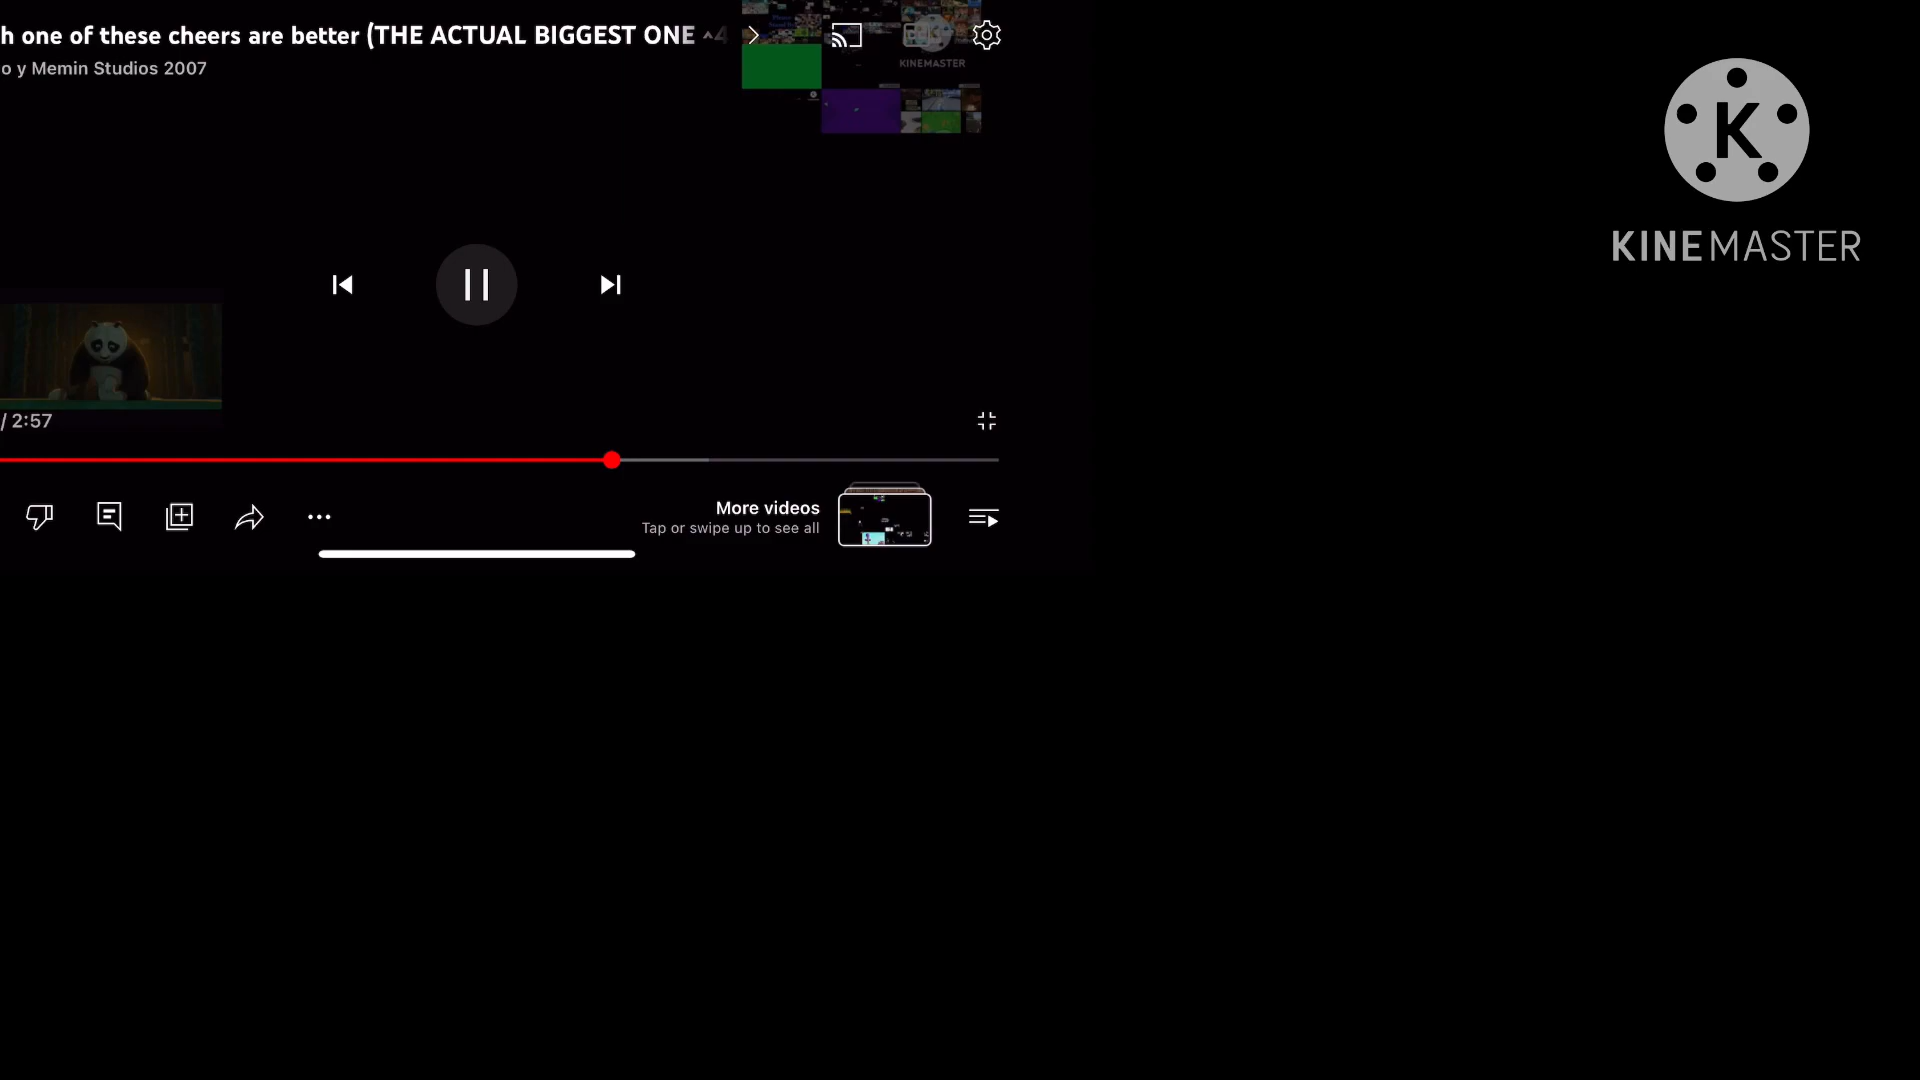 h one of these cheers are better (THE ACTUAL BIGGEST ONE ^4
o y Memin Studios 2007
KINEMASTER
K
KINEMASTER
/ 2:57
More videos
Tap or swipe up to see all